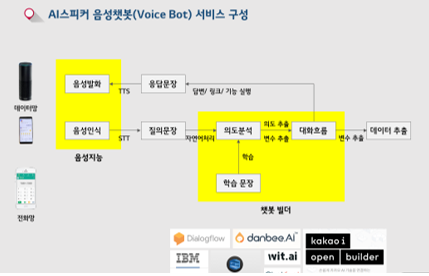 AI스피커 음성챗봇(Voice Bot) 서비스 구성
음성발화
TTS
응답문장
답변/ 링크/ 기능 실행
데이터망
음성인식
STT
질의문장
자연어처리
의도분석
의도 추출
변수 추출
대화흐름
변수 추출
데이터 추출
음성지능
학습
학습 문장
전화망
챗봇 빌더
Dialogflow
danbee.Ai
kakao i
open builder
IBM
wit.ai